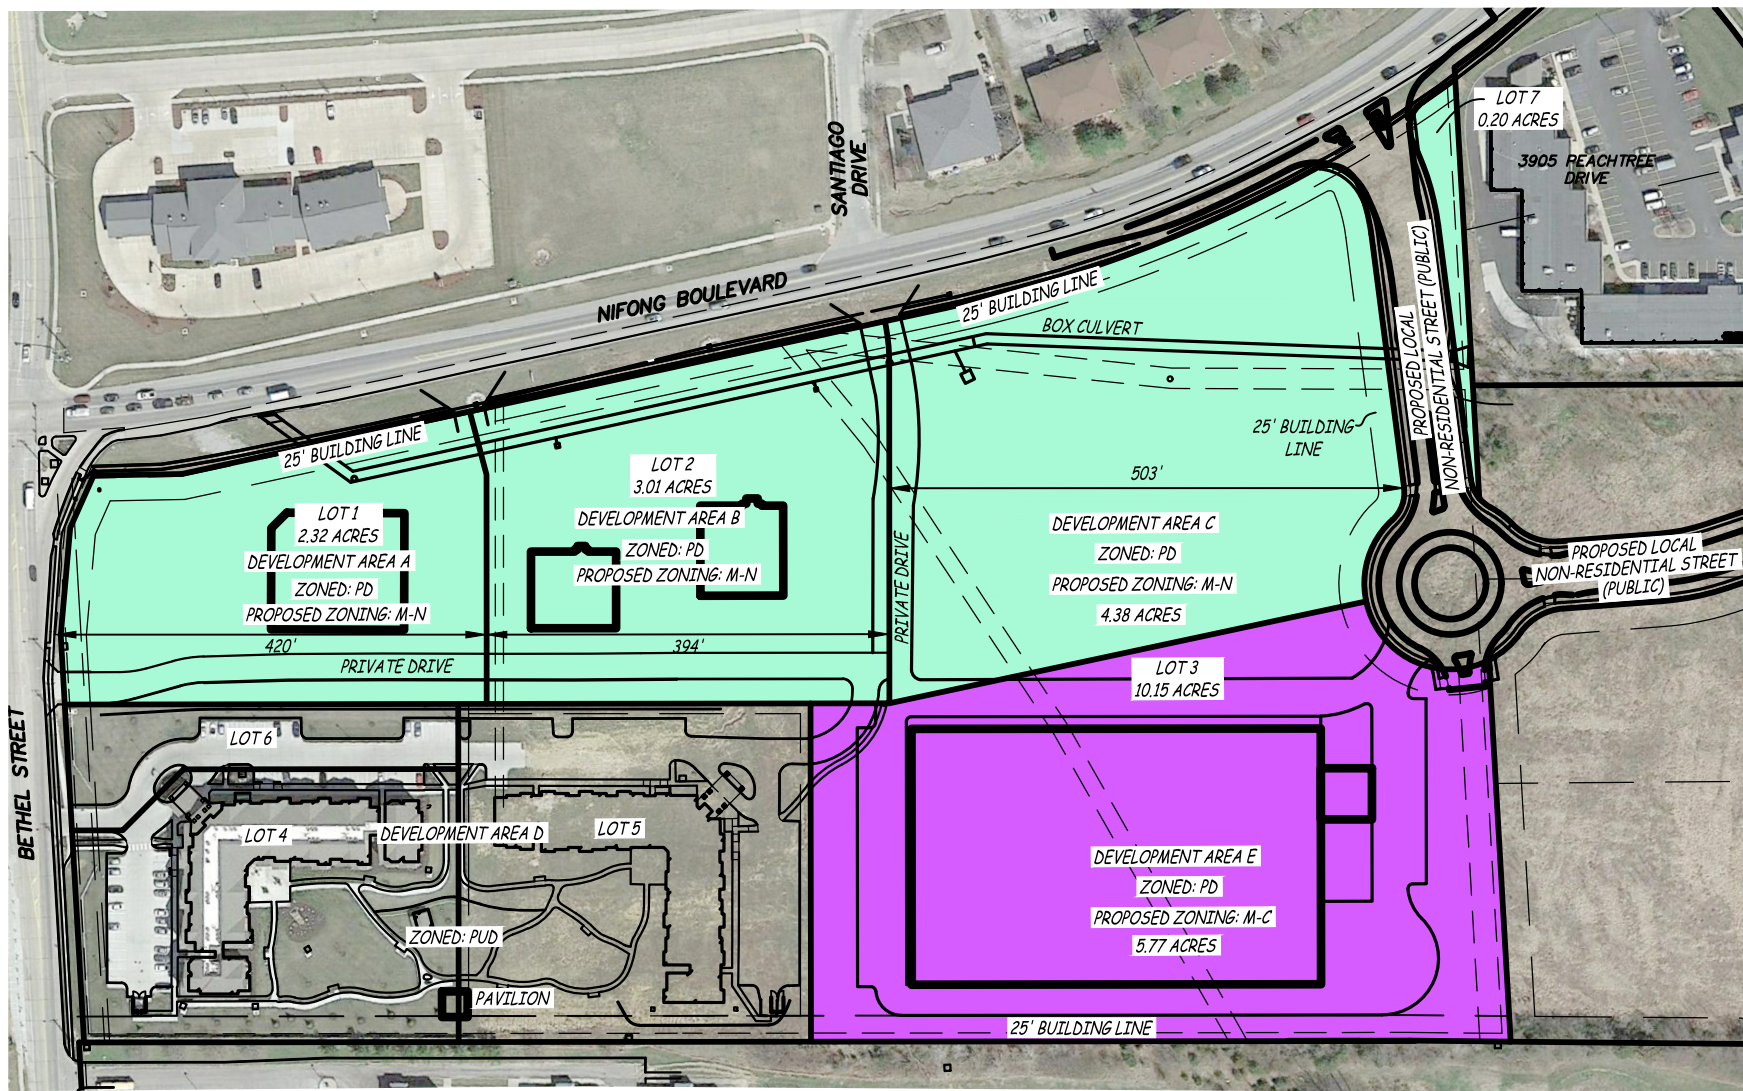 LOT 7
0.20 ACRES
3905 PEACHTREE
DRIVE
SANTIAGO
DRIVE
NIFONG BOULEVARD
25' BUILDING LINE
BOX CULVERT
PROPOSED LOCAL
NON-RESIDENTIAL STREET (PUBLIC)
25' BUILDING LINE
25' BUILDING
LINE
LOT 2
3.01 ACRES
503'
LOT 1
2.32 ACRES
DEVELOPMENT AREA A
ZONED: PD
PROPOSED ZONING: M-N
DEVELOPMENT AREA B
ZONED: PD
PROPOSED ZONING: M-N
DEVELOPMENT AREA C
ZONED: PD
PROPOSED ZONING: M-N
4.38 ACRES
PROPOSED LOCAL
NON-RESIDENTIAL STREET
(PUBLIC)
PRIVATE DRIVE
420'
394'
PRIVATE DRIVE
LOT 3
10.15 ACRES
BETHEL STREET
LOT 6
LOT 4
DEVELOPMENT AREA D
LOT 5
ZONED: PUD
PAVILION
DEVELOPMENT AREA E
ZONED: PD
PROPOSED ZONING: M-C
5.77 ACRES
25' BUILDING LINE